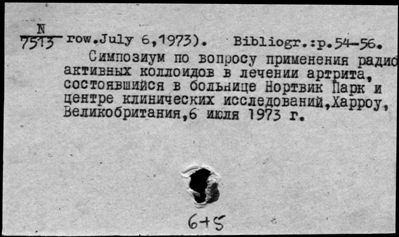 N
7513 row.July 6,1973). Bibliogr.:p.54-56.
Симпозиум по вопросу применения радио
активных коллоидов в лечении артрита,
состоявшийся в больнице Нортвик Парк и
центре клинических исследований,Харроу,
Великобритания,6 июля 1973 г.
6+5